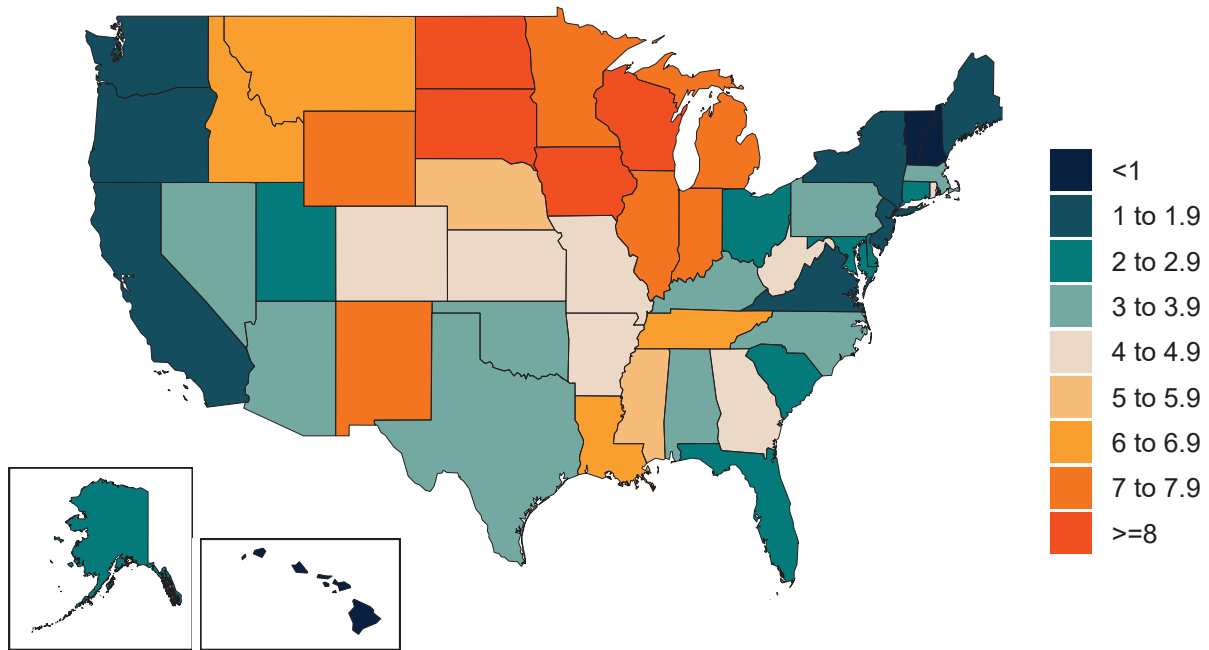 <1
1 to 1.9
2 to 2.9
3 to 3.9
4 to 4.9
5 to 5.9
6 to 6.9
7 to 7.9
>=8